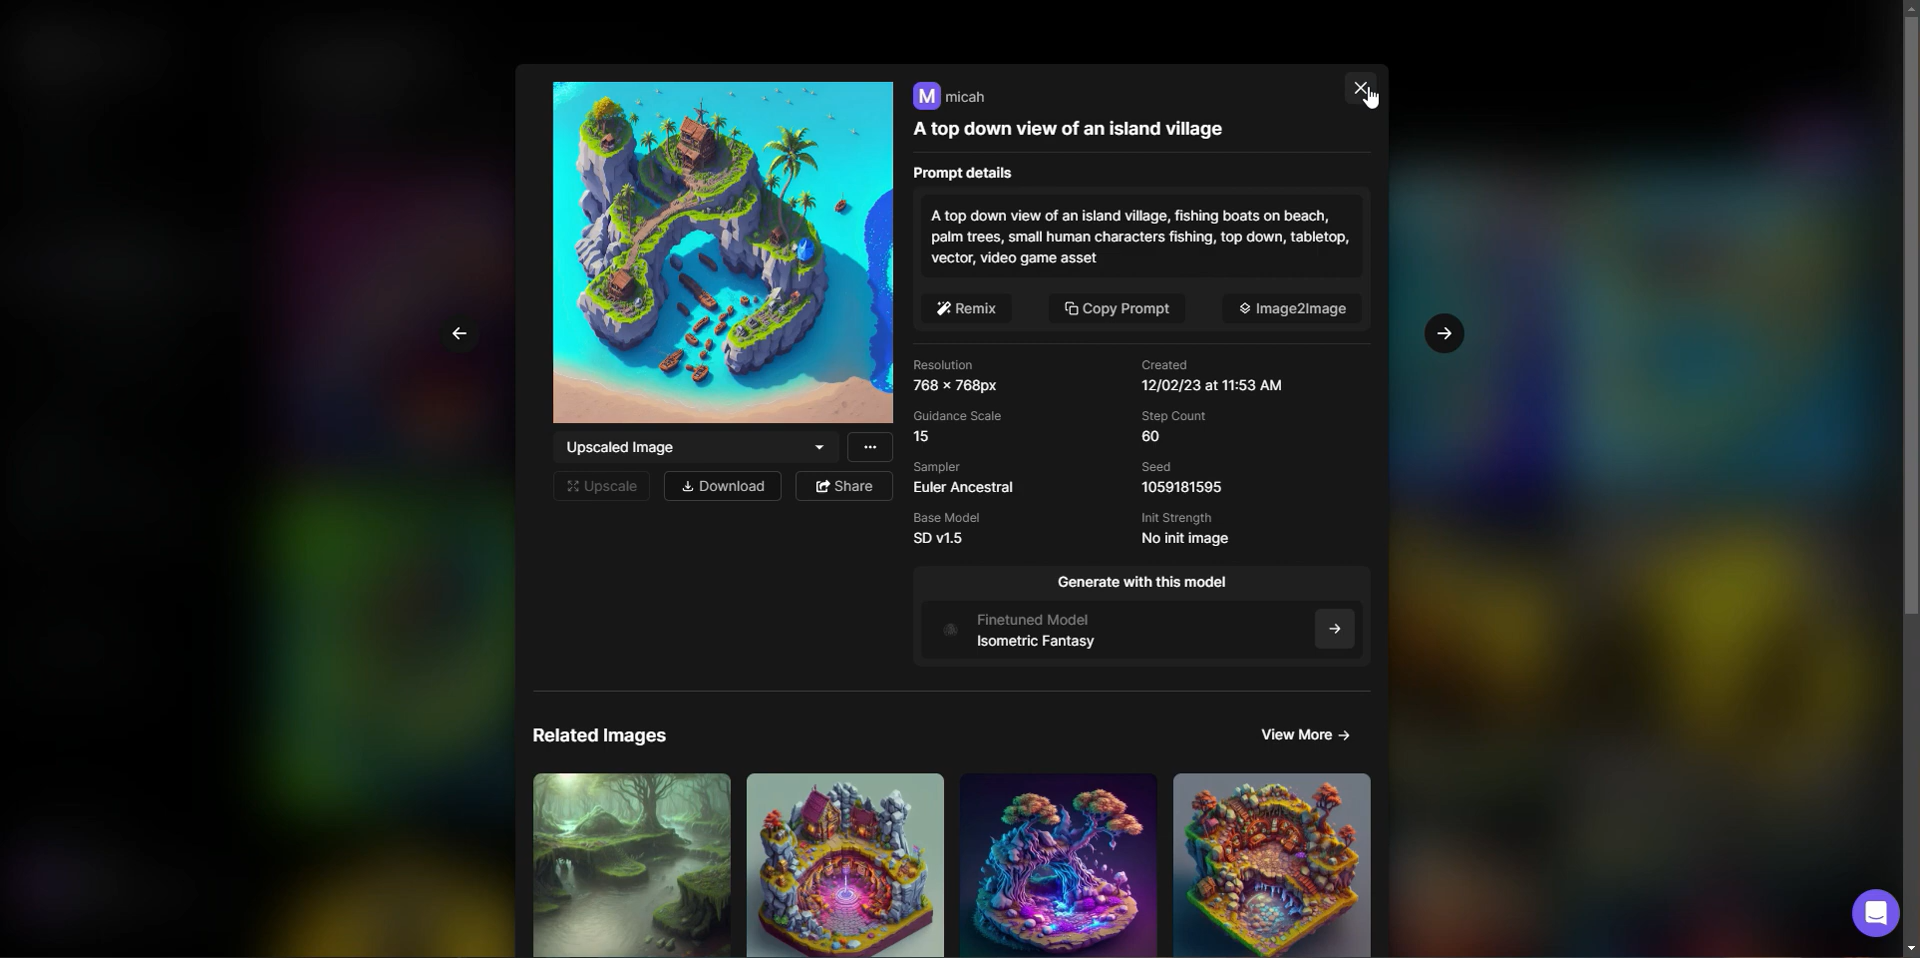 M micah
A top down view of an island village
Prompt details
A top down view of an island village, fishing boats on beach,
palm trees, small human characters fishing, top down, tabletop,
vector, video game asset
Remix
Copy Prompt
Image2Image
Resolution
768 × 768px
Created
12/02/23 at 11:53 AM
Guidance Scale
15
Step Count
60
Sampler
Euler Ancestral
Seed
1059181595
Base Model
SD v1.5
Init Strength
No init image
Upscaled Image
Upscale
Download
Share
Generate with this model
Finetuned Model
Isometric Fantasy
Related Images
View More